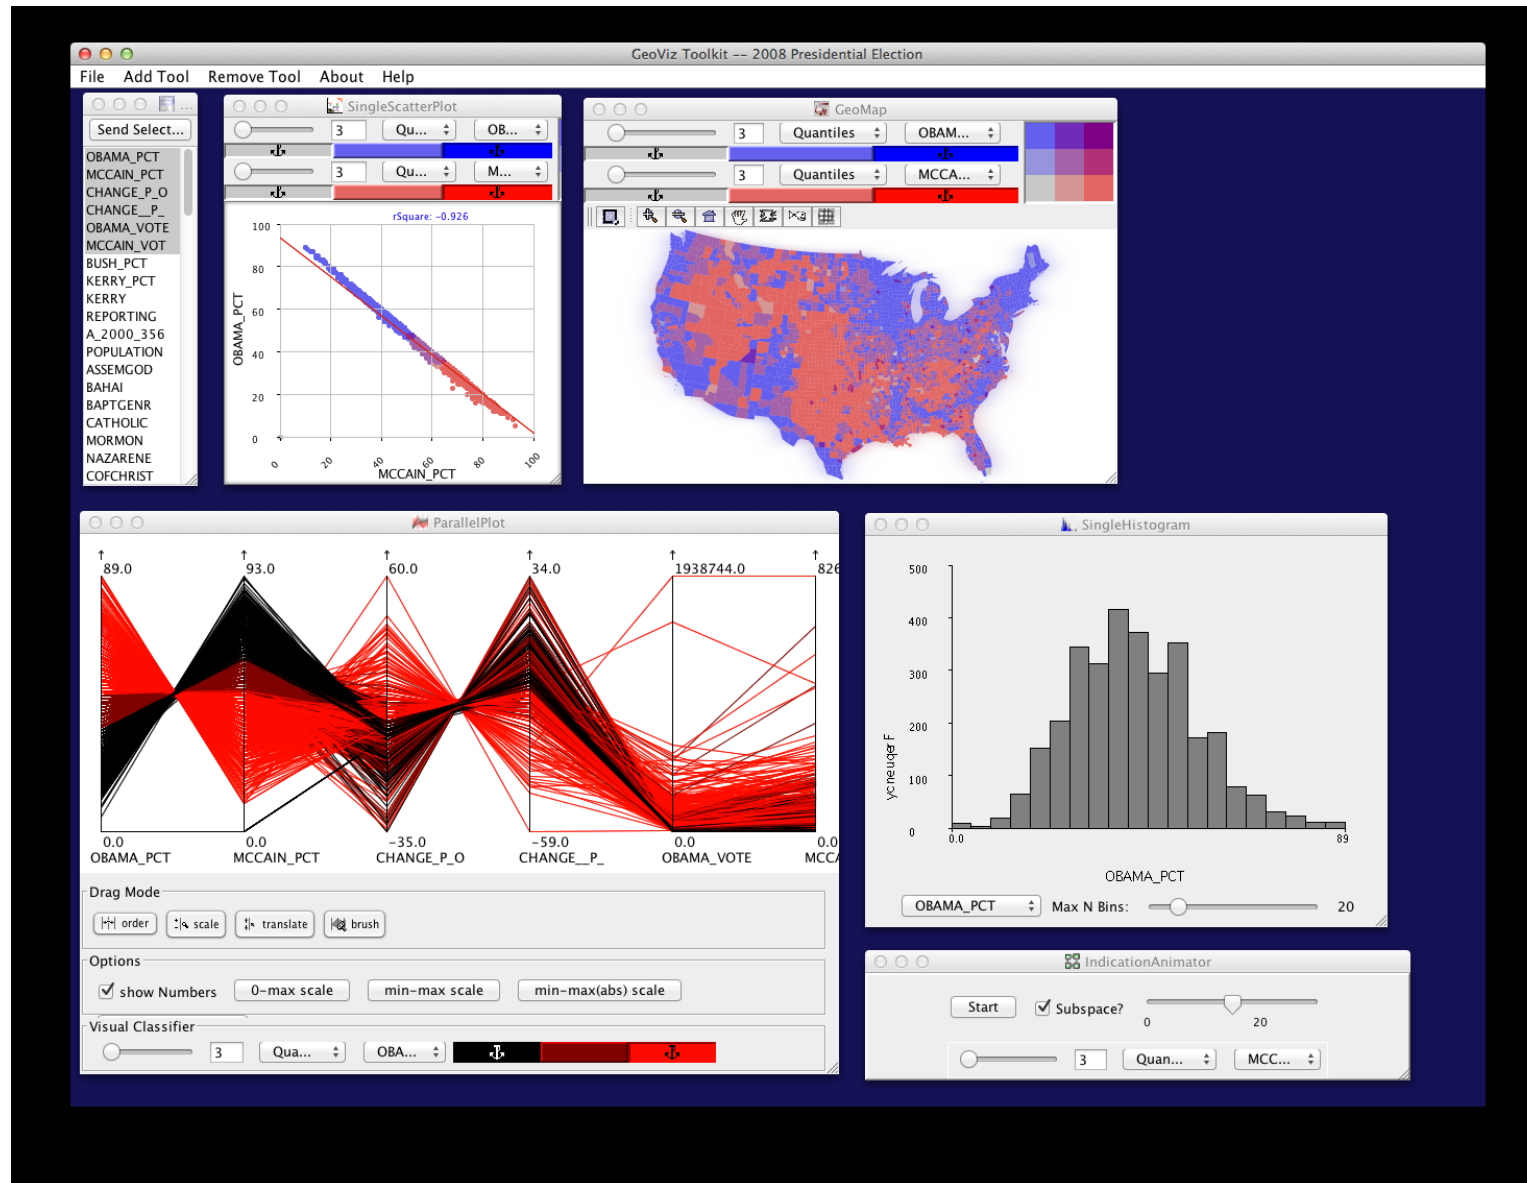 GeoViz Toolkit -- 2008 Presidential Election
File Add Tool Remove Tool About Help
...
Send Select...
OBAMA_PCT
MCCAIN_PCT
CHANGE_P_O
CHANGE__P_
OBAMA_VOTE
MCCAIN_VOT
BUSH_PCT
KERRY_PCT
KERRY
REPORTING
A_2000_356
POPULATION
ASSEMGOD
BAHAI
BAPTGENR
CATHOLIC
MORMON
NAZARENE
COFCHRIST
SingleScatterPlot
3 Qu... OB...
3 Qu... M...
rSquare: -0.926
100
80
60
40
20
0
OBAMA_PCT
0 20 40 60 80 100
MCCAIN_PCT
GeoMap
3 Quantiles OBAM...
3 Quantiles MCCA...
ParallelPlot
89.0 93.0 60.0 34.0 1938744.0 826
0.0 0.0 -35.0 -59.0 0.0 0.0
OBAMA_PCT MCCAIN_PCT CHANGE_P_O CHANGE__P_ OBAMA_VOTE MCCA
Drag Mode
order scale translate brush
Options
show Numbers 0-max scale min-max scale min-max(abs) scale
Visual Classifier
3 Qua... OBA...
SingleHistogram
500
400
300
200
100
0
ycneuqerF
0.0 89
OBAMA_PCT
OBAMA_PCT Max N Bins: 20
IndicationAnimator
Start Subspace?
0 20
3 Quan... MCC...